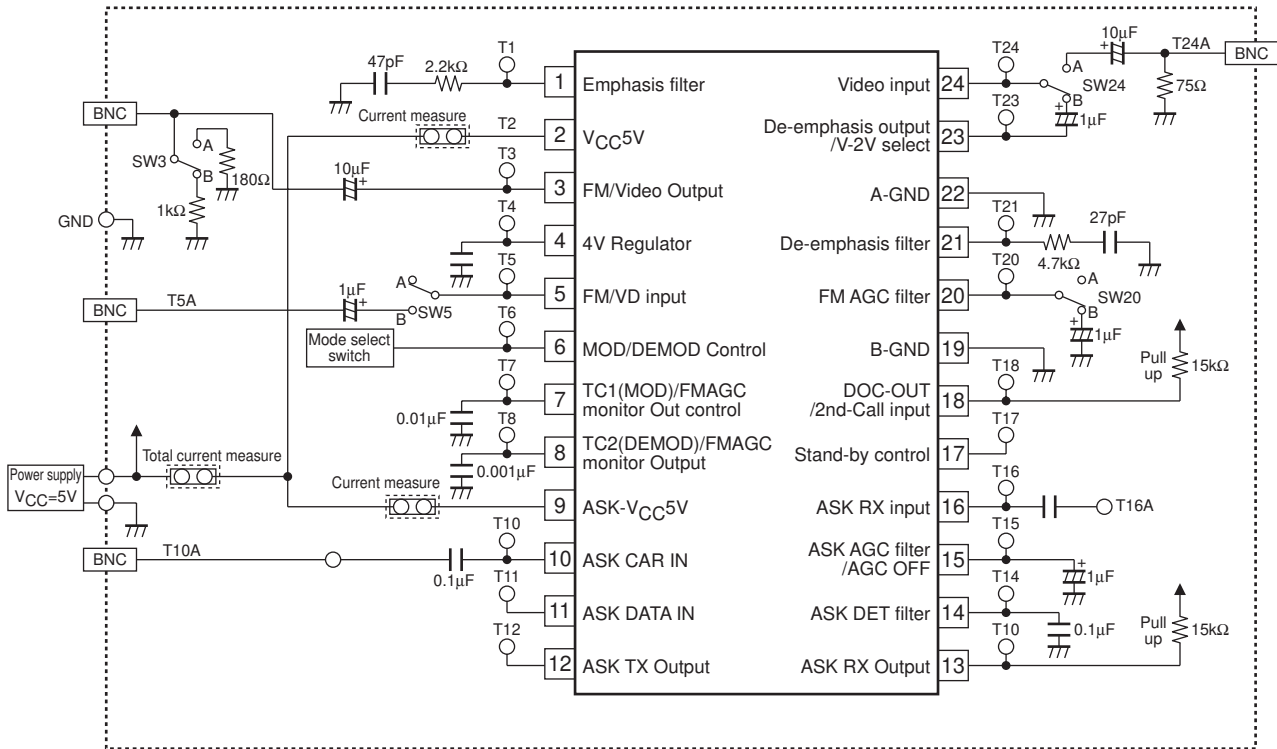 T1
47pF
2.2kΩ
1
Emphasis filter
BNC
Current measure
T2
2
VCC5V
SW3
A
B
180Ω
1kΩ
10μF
+
T3
3
FM/Video Output
GND
T4
4
4V Regulator
BNC
T5A
1μF
+
A
B
SW5
T5
5
FM/VD input
Mode select
switch
T6
6
MOD/DEMOD Control
T7
0.01μF
7
TC1(MOD)/FMAGC
monitor Out control
T8
0.001μF
8
TC2(DEMOD)/FMAGC
monitor Output
Power supply
VCC=5V
Total current measure
Current measure
9
ASK-VCC5V
BNC
T10A
0.1μF
T10
10
ASK CAR IN
T11
11
ASK DATA IN
T12
12
ASK TX Output
Video input
24
T24
A
B
SW24
10μF
+
T24A
BNC
75Ω
+
1μF
De-emphasis output
/V-2V select
23
T23
A-GND
22
De-emphasis filter
21
T21
4.7kΩ
27pF
FM AGC filter
20
T20
A
B
SW20
+
1μF
B-GND
19
DOC-OUT
/2nd-Call input
18
T18
Pull
up
15kΩ
Stand-by control
17
T17
ASK RX input
16
T16
T16A
ASK AGC filter
/AGC OFF
15
T15
+
1μF
ASK DET filter
14
T14
0.1μF
ASK RX Output
13
T10
Pull
up
15kΩ